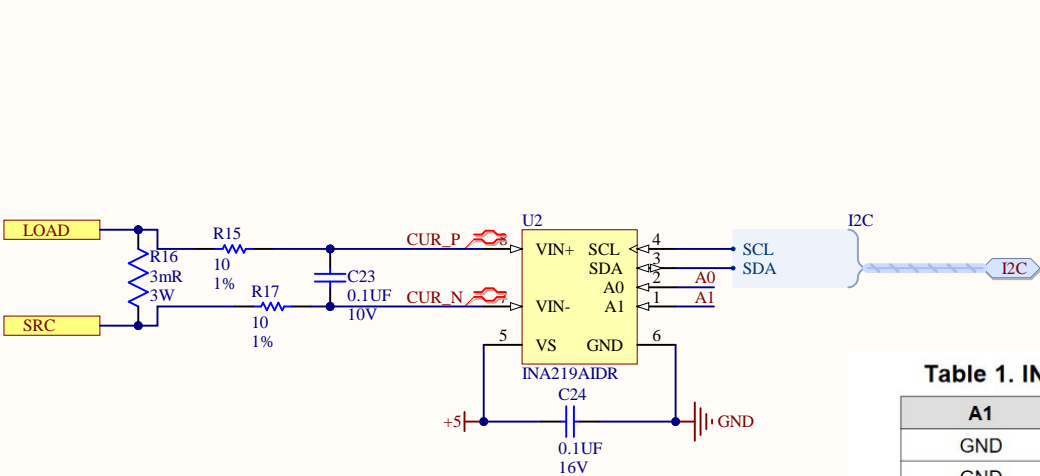 LOAD
SRC
R16
3mR
3W
R15
10
1%
R17
10
1%
C23
0.1UF
10V
CUR_P
CUR_N
U2
8
VIN+
VIN-
5
VS
SCL
SDA
A0
A1
GND
4
3
2
1
6
A0
A1
INA219AIDR
C24
0.1UF
16V
+5
GND
I2C
SCL
SDA
I2C
Table 1. IN
A1
GND
GND